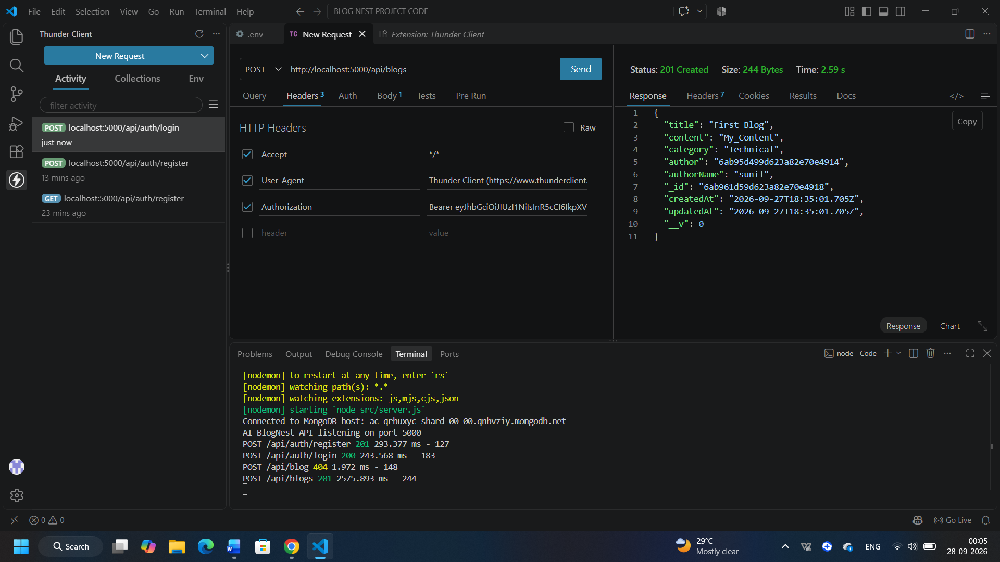 File Edit Selection View Go Run Terminal Help
BLOG NEST PROJECT CODE
Thunder Client
New Request
Activity Collections Env
filter activity
POST localhost:5000/api/auth/login
just now
POST localhost:5000/api/auth/register
13 mins ago
GET localhost:5000/api/auth/register
23 mins ago
.env
TC New Request
Extension: Thunder Client
POST http://localhost:5000/api/blogs Send
Query Headers 3 Auth Body 1 Tests Pre Run
HTTP Headers Raw
Accept */*
User-Agent Thunder Client (https://www.thunderclient.
Authorization Bearer eyJhbGciOiJIUzI1NiIsInR5cCI6IkpXV
header value
Status: 201 Created Size: 244 Bytes Time: 2.59 s
Response Headers 7 Cookies Results Docs </>
Copy
1 {
2 "title": "First Blog",
3 "content": "My_Content",
4 "category": "Technical",
5 "author": "6ab95d499d623a82e70e4914",
6 "authorName": "sunil",
7 "_id": "6ab961d59d623a82e70e4918",
8 "createdAt": "2026-09-27T18:35:01.705Z",
9 "updatedAt": "2026-09-27T18:35:01.705Z",
10 "__v": 0
11 }
Response Chart
Problems Output Debug Console Terminal Ports
node - Code
[nodemon] to restart at any time, enter `rs`
[nodemon] watching path(s): *.*
[nodemon] watching extensions: js,mjs,cjs,json
[nodemon] starting `node src/server.js`
Connected to MongoDB host: ac-qrbuxyc-shard-00-00.qnbvziy.mongodb.net
AI BlogNest API listening on port 5000
POST /api/auth/register 201 293.377 ms - 127
POST /api/auth/login 200 243.568 ms - 183
POST /api/blog 404 1.972 ms - 148
POST /api/blogs 201 2575.893 ms - 244
0 0
Go Live
Search
29°C
Mostly clear
ENG
00:05
28-09-2026